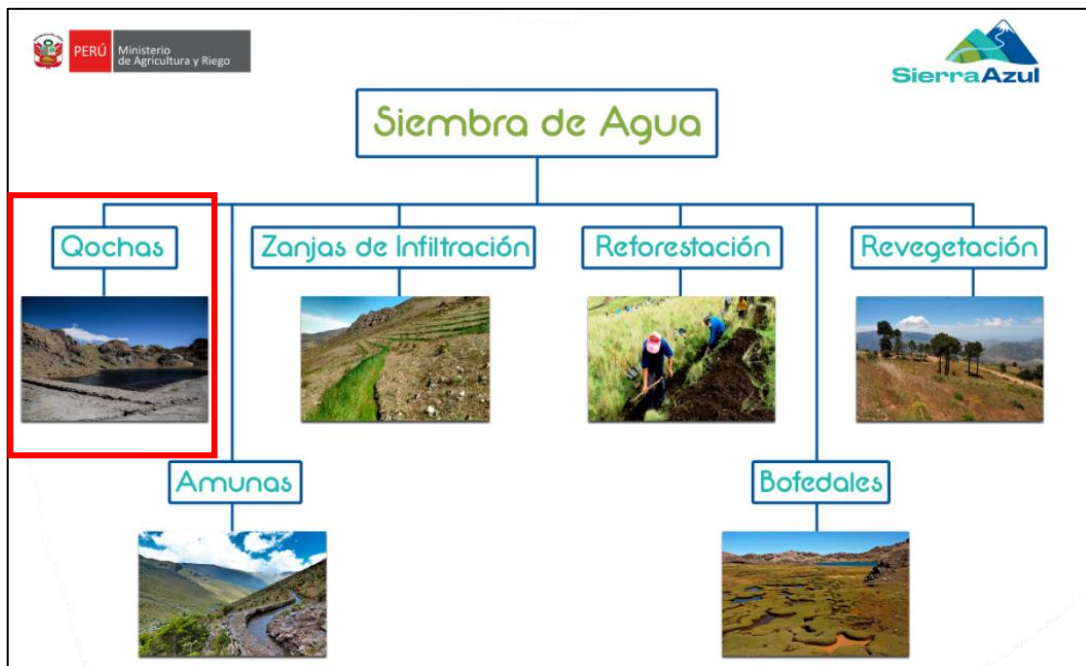 PERÚ
Ministerio
de Agricultura y Riego
SierraAzul
Siembra de Agua
Qochas
Zanjas de Infiltración
Reforestación
Revegetación
Amunas
Bofedales